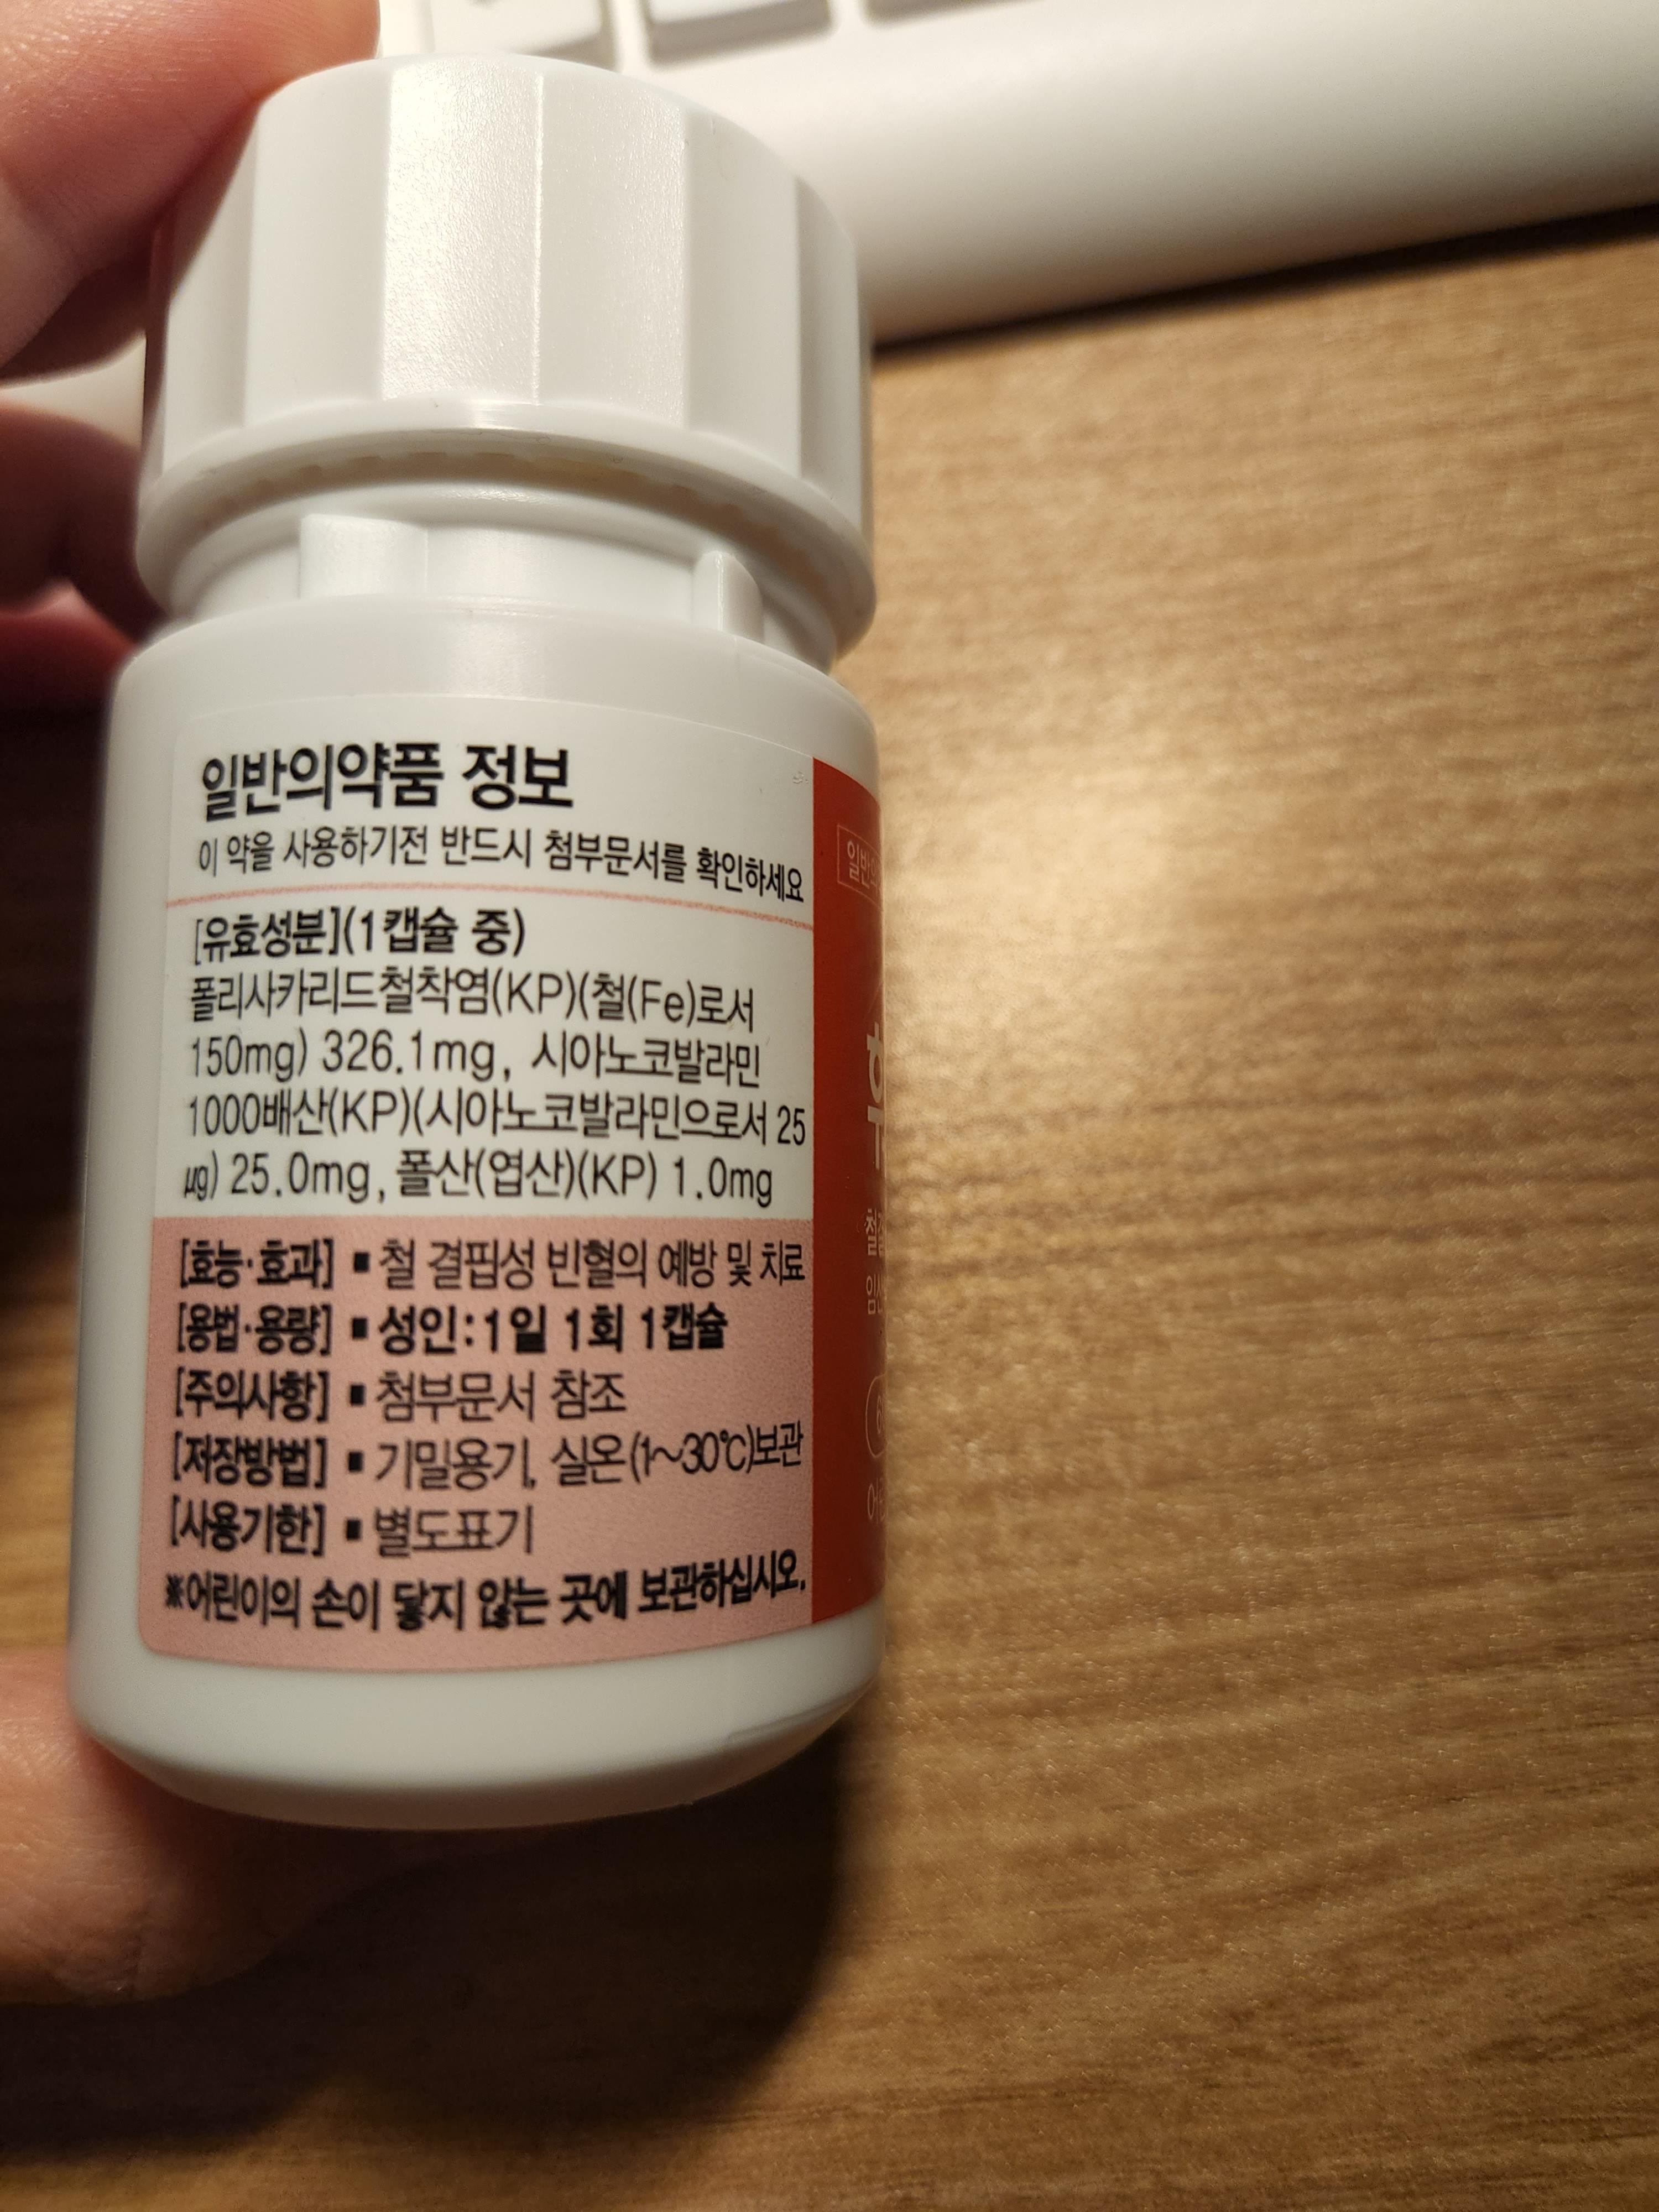 일반의약품 정보
이 약을 사용하기전 반드시 첨부문서를 확인하세요
[유효성분](1캡슐 중)
폴리사카리드철착염(KP)(철(Fe)로서
150mg) 326.1mg, 시아노코발라민
1000배산(KP)(시아노코발라민으로서 25
μg) 25.0mg, 폴산(엽산)(KP) 1.0mg
[효능·효과] ▪ 철 결핍성 빈혈의 예방 및 치료
[용법·용량] ▪ 성인:1일 1회 1캡슐
[주의사항] ▪ 첨부문서 참조
[저장방법] ▪ 기밀용기, 실온(1~30℃)보관
[사용기한] ▪ 별도표기
※어린이의 손이 닿지 않는 곳에 보관하십시오.